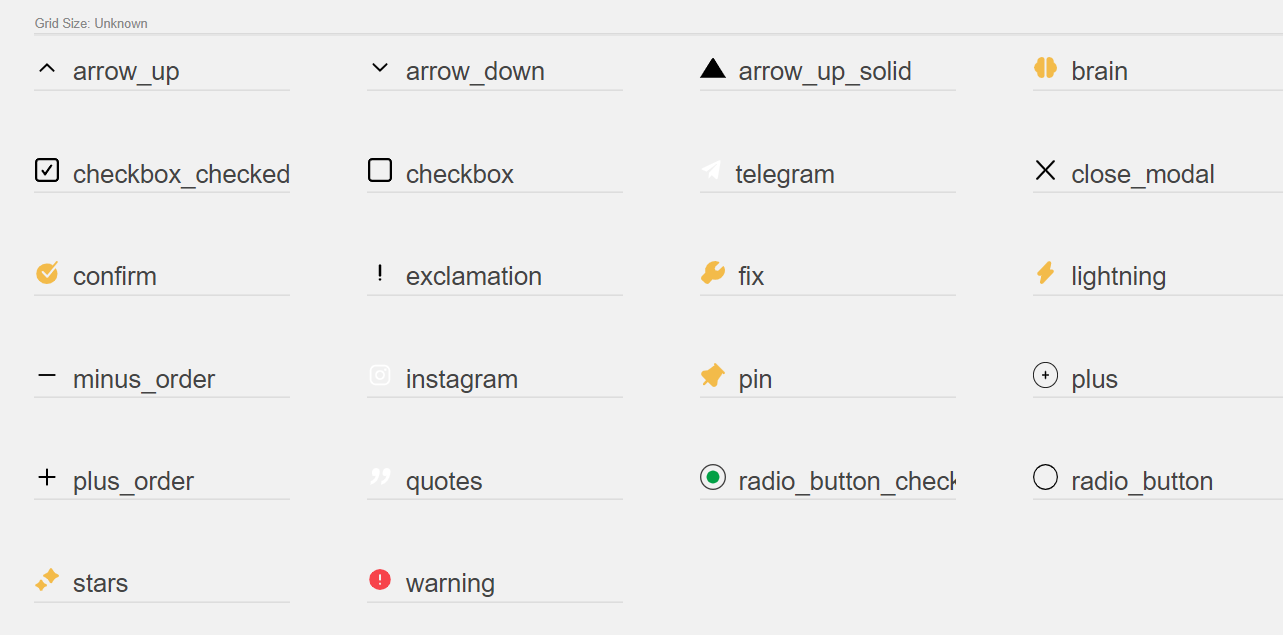 Grid Size: Unknown
arrow_up arrow_down arrow_up_solid brain
checkbox_checked checkbox telegram close_modal
confirm exclamation fix lightning
minus_order instagram pin plus
plus_order quotes radio_button_check radio_button
stars warning